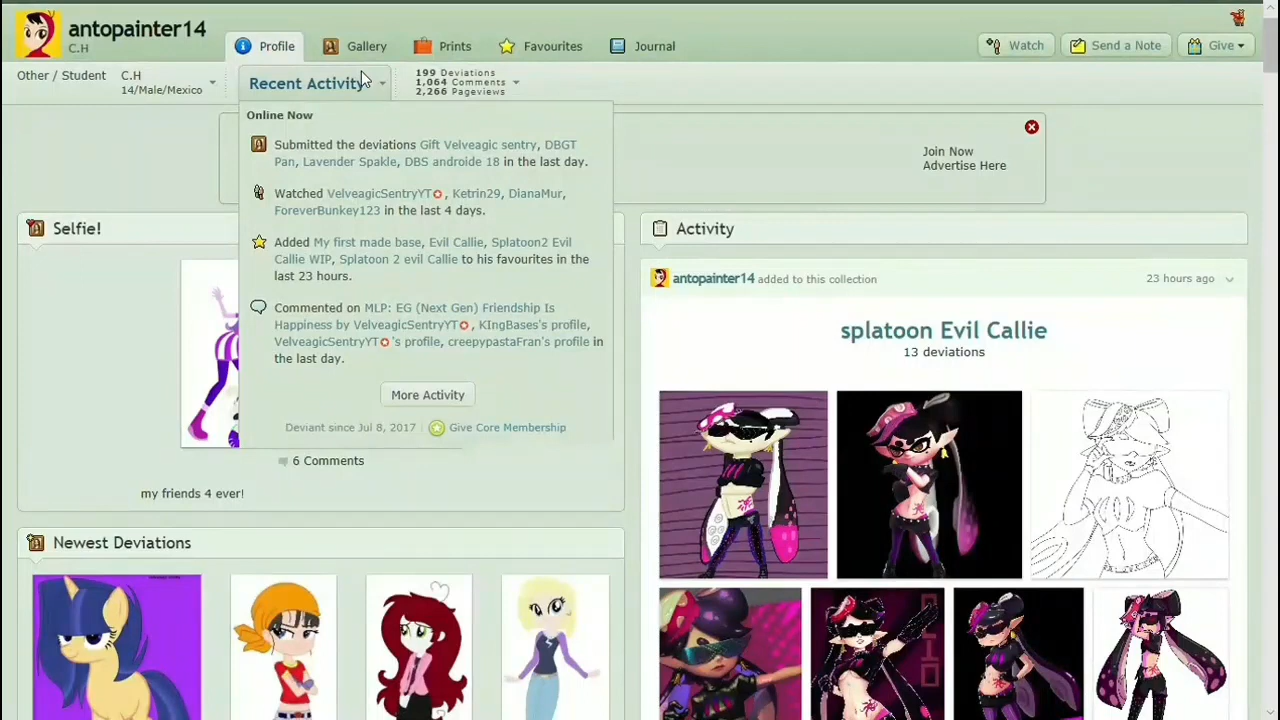 antopainter14
C.H
Profile
Gallery
Prints
Favourites
Journal
Watch
Send a Note
Give
Other / Student
C.H
14/Male/Mexico
Recent Activity
199 Deviations
1,064 Comments
2,266 Pageviews
Online Now
Submitted the deviations Gift Velveagic sentry, DBGT
Pan, Lavender Spakle, DBS androide 18 in the last day.
Watched VelveagicSentryYT, Ketrin29, DianaMur,
ForeverBunkey123 in the last 4 days.
Added My first made base, Evil Callie, Splatoon2 Evil
Callie WIP, Splatoon 2 evil Callie to his favourites in the
last 23 hours.
Commented on MLP: EG (Next Gen) Friendship Is
Happiness by VelveagicSentryYT, KIngBases's profile,
VelveagicSentryYT's profile, creepypastaFran's profile in
the last day.
More Activity
Deviant since Jul 8, 2017
Give Core Membership
Join Now
Advertise Here
Selfie!
6 Comments
my friends 4 ever!
Newest Deviations
Activity
antopainter14 added to this collection
23 hours ago
splatoon Evil Callie
13 deviations